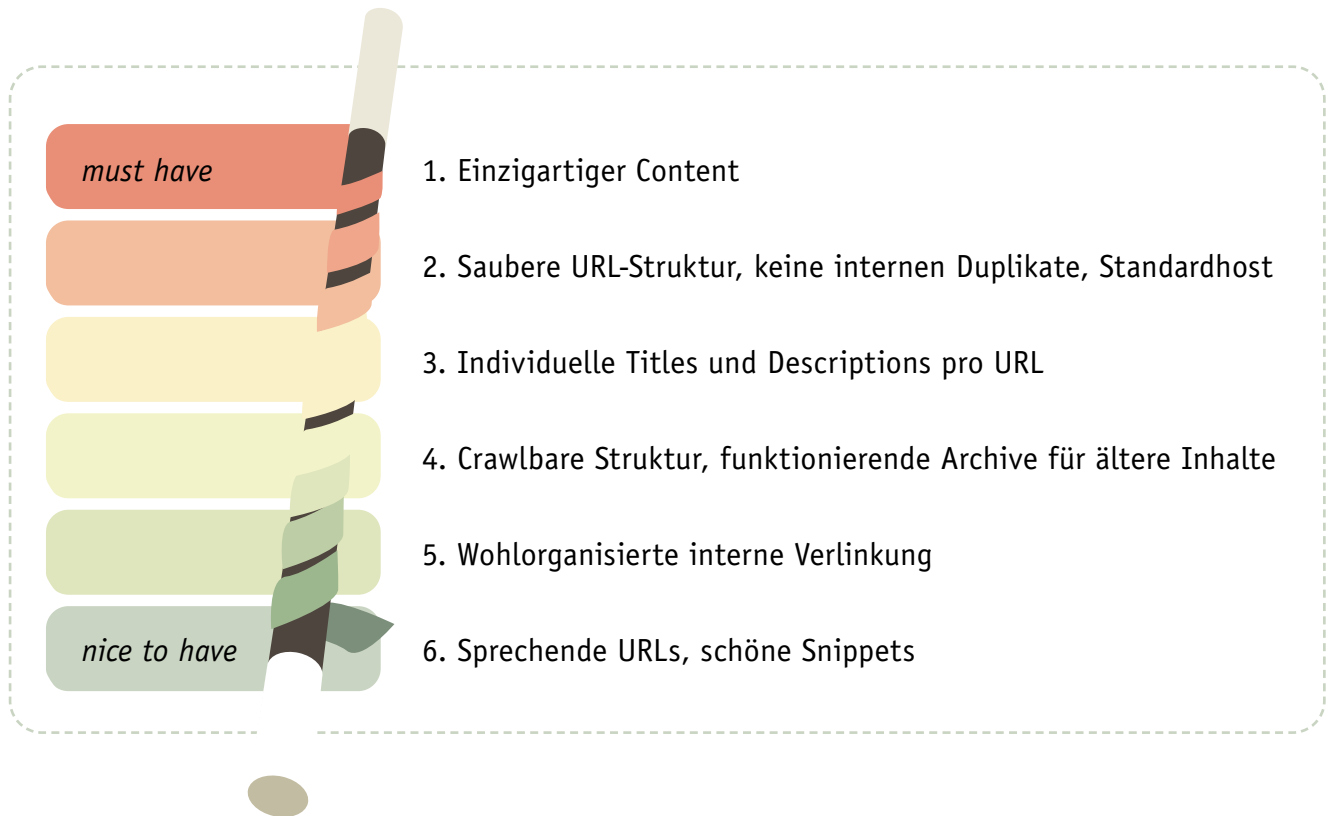 must have
1. Einzigartiger Content
2. Saubere URL-Struktur, keine internen Duplikate, Standardhost
3. Individuelle Titles und Descriptions pro URL
4. Crawlbare Struktur, funktionierende Archive für ältere Inhalte
5. Wohlorganisierte interne Verlinkung
nice to have
6. Sprechende URLs, schöne Snippets